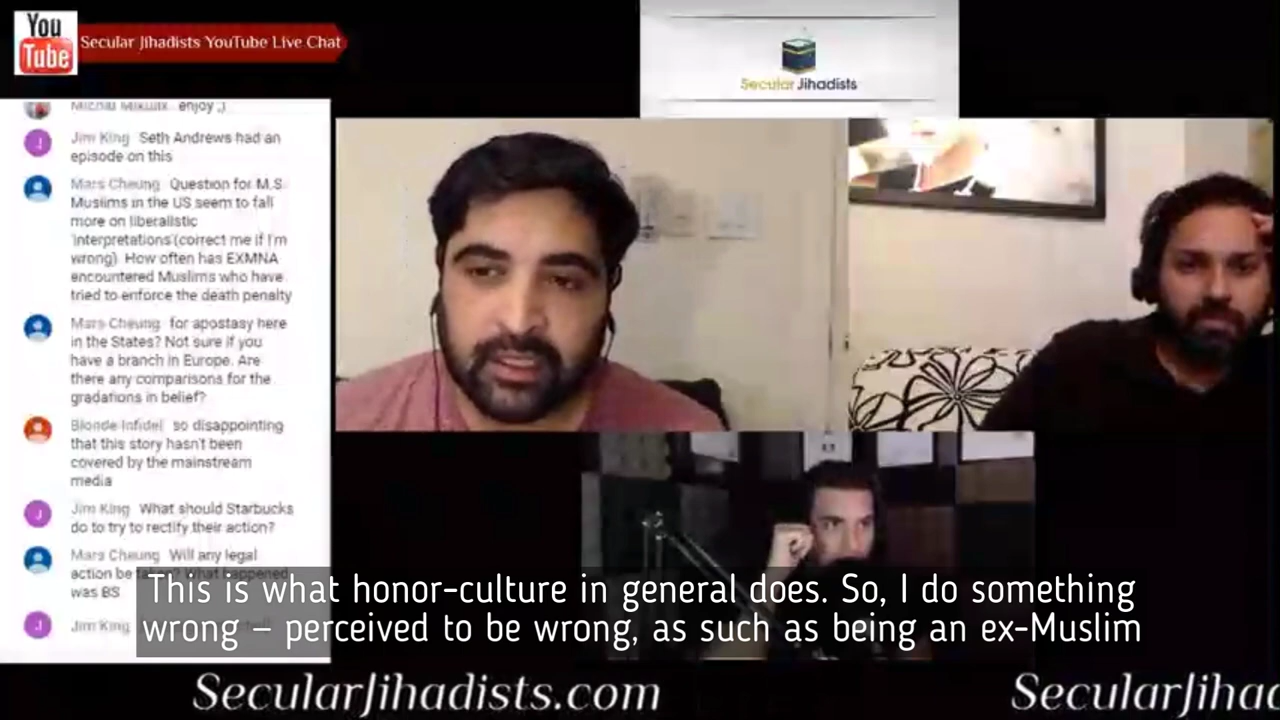 You
Tube
Secular Jihadists YouTube Live Chat
Secular Jihadists
enjoy ;)
Jim King Seth Andrews had an
episode on this
Mars Cheung Question for M.S.
Muslims in the US seem to fall
more on liberalistic
'interpretations'(correct me if I'm
wrong). How often has EXMNA
encountered Muslims who have
tried to enforce the death penalty
Mars Cheung for apostasy here
in the States? Not sure if you
have a branch in Europe. Are
there any comparisons for the
gradations in belief?
Blonde Infidel so disappointing
that this story hasn't been
covered by the mainstream
media
Jim King What should Starbucks
do to try to rectify their action?
Mars Cheung Will any legal
action be taken? What happened
was BS
Jim King
This is what honor-culture in general does. So, I do something
wrong – perceived to be wrong, as such as being an ex-Muslim
SecularJihadists.com
SecularJihad